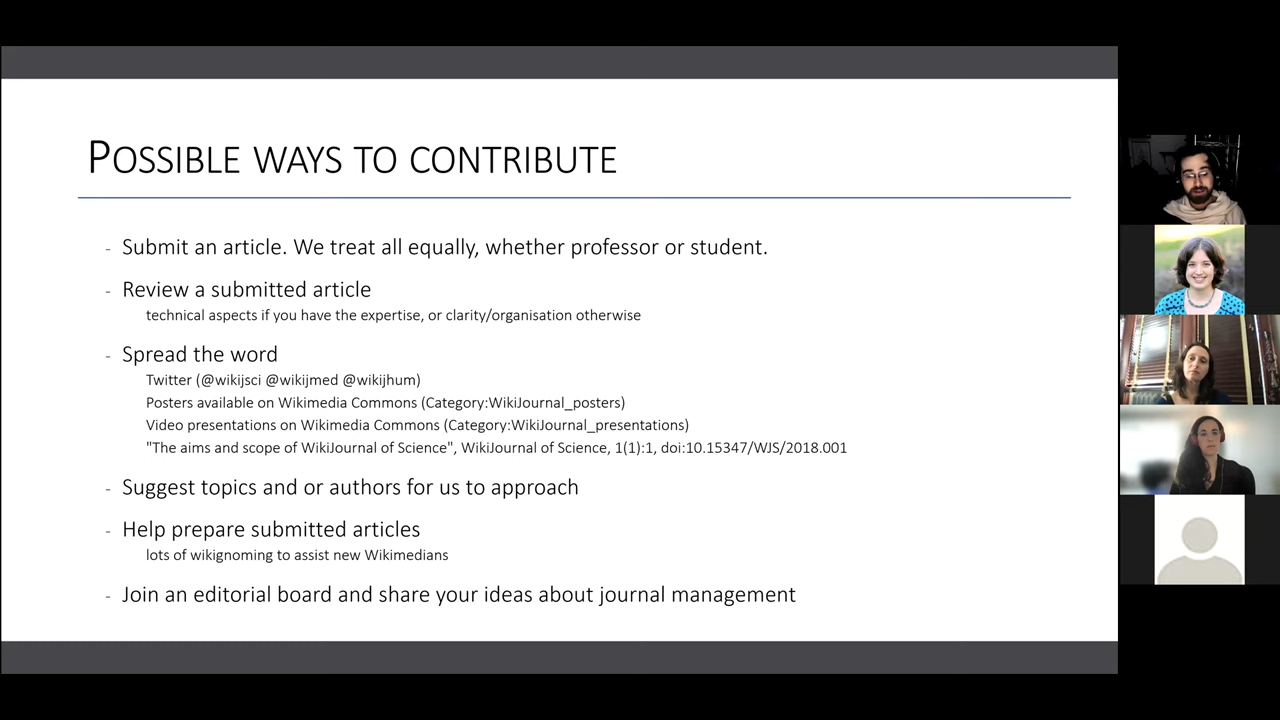 POSSIBLE WAYS TO CONTRIBUTE
- Submit an article. We treat all equally, whether professor or student.
- Review a submitted article
technical aspects if you have the expertise, or clarity/organisation otherwise
- Spread the word
Twitter (@wikijsci @wikijmed @wikijhum)
Posters available on Wikimedia Commons (Category:WikiJournal_posters)
Video presentations on Wikimedia Commons (Category:WikiJournal_presentations)
"The aims and scope of WikiJournal of Science", WikiJournal of Science, 1(1):1, doi:10.15347/WJS/2018.001
- Suggest topics and or authors for us to approach
- Help prepare submitted articles
lots of wikignoming to assist new Wikimedians
- Join an editorial board and share your ideas about journal management